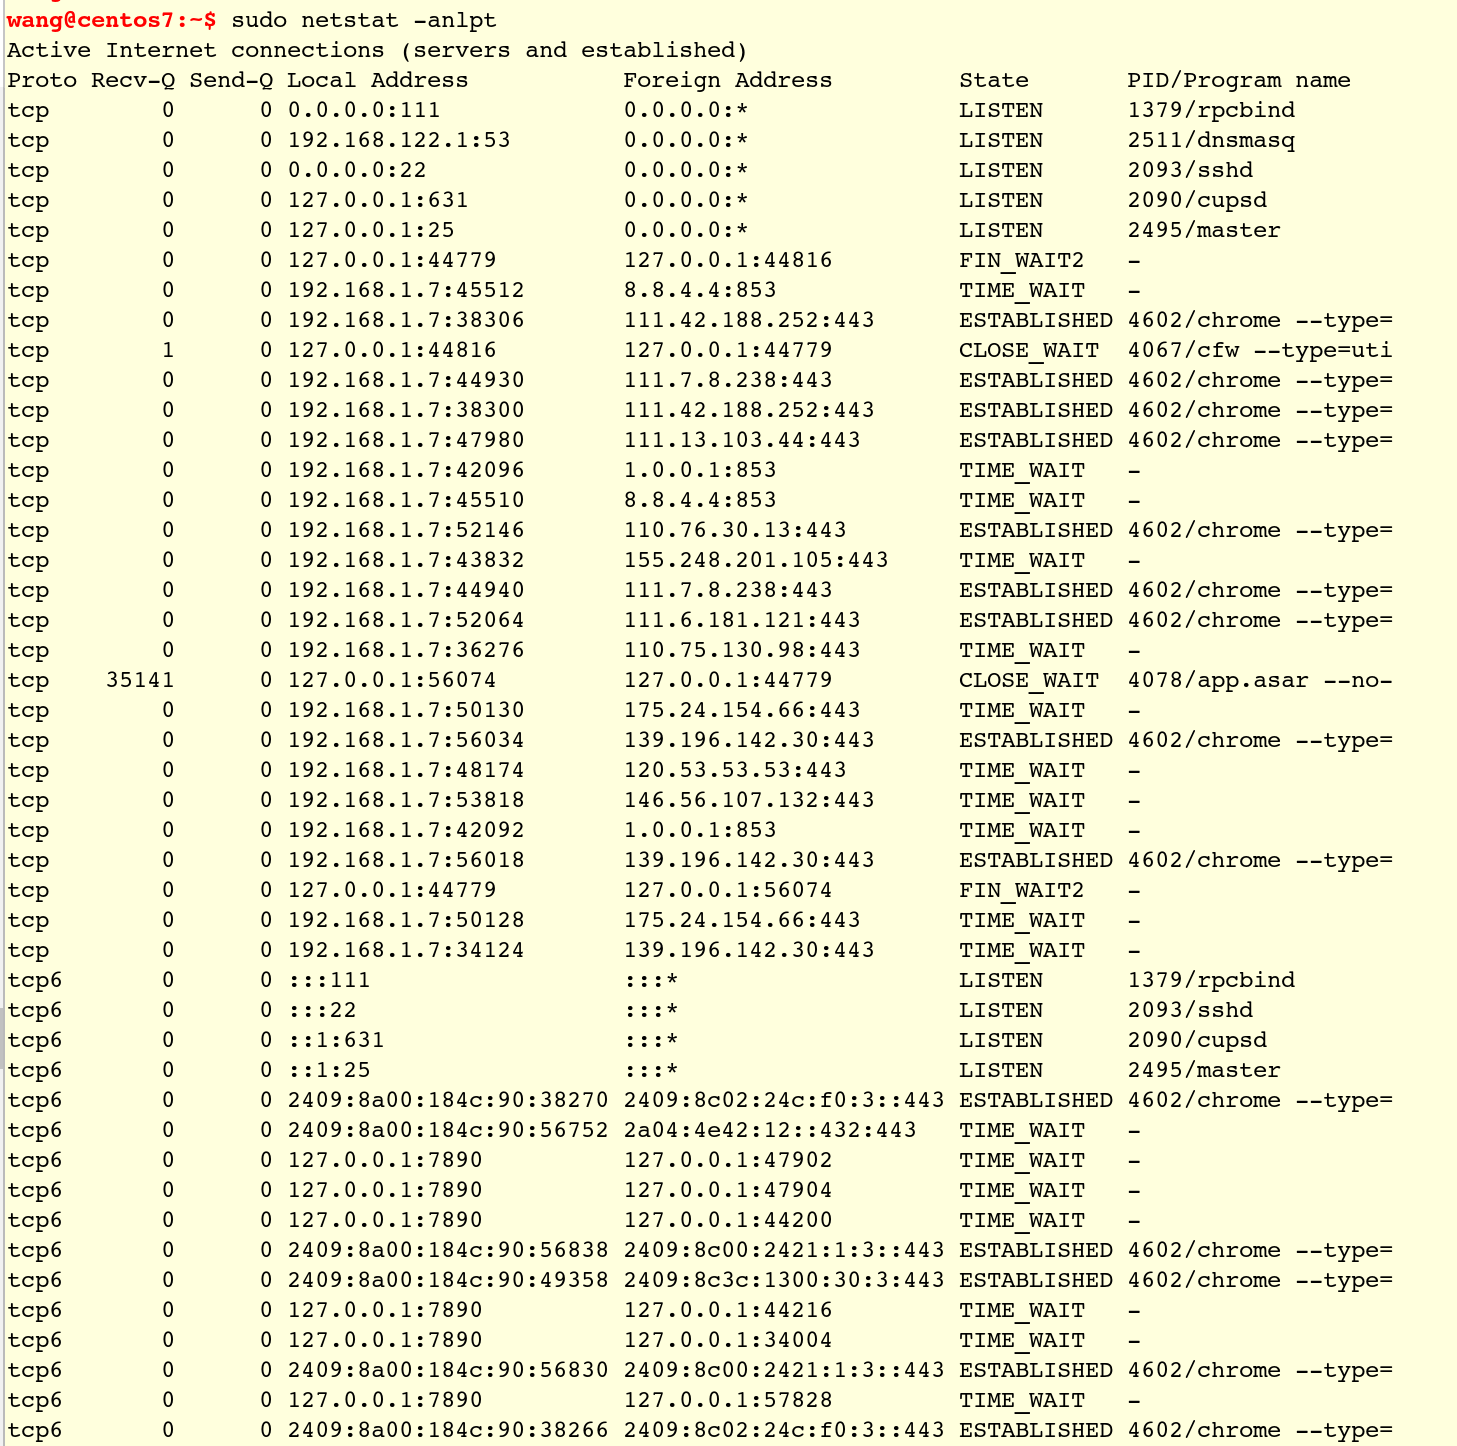 wang@centos7:~$ sudo netstat -anlpt
Active Internet connections (servers and established)
Proto Recv-Q Send-Q Local Address           Foreign Address         State       PID/Program name
tcp        0      0 0.0.0.0:111             0.0.0.0:*               LISTEN      1379/rpcbind
tcp        0      0 192.168.122.1:53        0.0.0.0:*               LISTEN      2511/dnsmasq
tcp        0      0 0.0.0.0:22              0.0.0.0:*               LISTEN      2093/sshd
tcp        0      0 127.0.0.1:631           0.0.0.0:*               LISTEN      2090/cupsd
tcp        0      0 127.0.0.1:25            0.0.0.0:*               LISTEN      2495/master
tcp        0      0 127.0.0.1:44779         127.0.0.1:44816         FIN_WAIT2   -
tcp        0      0 192.168.1.7:45512       8.8.4.4:853             TIME_WAIT   -
tcp        0      0 192.168.1.7:38306       111.42.188.252:443      ESTABLISHED 4602/chrome --type=
tcp        1      0 127.0.0.1:44816         127.0.0.1:44779         CLOSE_WAIT  4067/cfw --type=uti
tcp        0      0 192.168.1.7:44930       111.7.8.238:443         ESTABLISHED 4602/chrome --type=
tcp        0      0 192.168.1.7:38300       111.42.188.252:443      ESTABLISHED 4602/chrome --type=
tcp        0      0 192.168.1.7:47980       111.13.103.44:443       ESTABLISHED 4602/chrome --type=
tcp        0      0 192.168.1.7:42096       1.0.0.1:853             TIME_WAIT   -
tcp        0      0 192.168.1.7:45510       8.8.4.4:853             TIME_WAIT   -
tcp        0      0 192.168.1.7:52146       110.76.30.13:443        ESTABLISHED 4602/chrome --type=
tcp        0      0 192.168.1.7:43832       155.248.201.105:443     TIME_WAIT   -
tcp        0      0 192.168.1.7:44940       111.7.8.238:443         ESTABLISHED 4602/chrome --type=
tcp        0      0 192.168.1.7:52064       111.6.181.121:443       ESTABLISHED 4602/chrome --type=
tcp        0      0 192.168.1.7:36276       110.75.130.98:443       TIME_WAIT   -
tcp    35141      0 127.0.0.1:56074         127.0.0.1:44779         CLOSE_WAIT  4078/app.asar --no-
tcp        0      0 192.168.1.7:50130       175.24.154.66:443       TIME_WAIT   -
tcp        0      0 192.168.1.7:56034       139.196.142.30:443      ESTABLISHED 4602/chrome --type=
tcp        0      0 192.168.1.7:48174       120.53.53.53:443        TIME_WAIT   -
tcp        0      0 192.168.1.7:53818       146.56.107.132:443      TIME_WAIT   -
tcp        0      0 192.168.1.7:42092       1.0.0.1:853             TIME_WAIT   -
tcp        0      0 192.168.1.7:56018       139.196.142.30:443      ESTABLISHED 4602/chrome --type=
tcp        0      0 127.0.0.1:44779         127.0.0.1:56074         FIN_WAIT2   -
tcp        0      0 192.168.1.7:50128       175.24.154.66:443       TIME_WAIT   -
tcp        0      0 192.168.1.7:34124       139.196.142.30:443      TIME_WAIT   -
tcp6       0      0 :::111                  :::*                    LISTEN      1379/rpcbind
tcp6       0      0 :::22                   :::*                    LISTEN      2093/sshd
tcp6       0      0 ::1:631                 :::*                    LISTEN      2090/cupsd
tcp6       0      0 ::1:25                  :::*                    LISTEN      2495/master
tcp6       0      0 2409:8a00:184c:90:38270 2409:8c02:24c:f0:3::443 ESTABLISHED 4602/chrome --type=
tcp6       0      0 2409:8a00:184c:90:56752 2a04:4e42:12::432:443   TIME_WAIT   -
tcp6       0      0 127.0.0.1:7890          127.0.0.1:47902         TIME_WAIT   -
tcp6       0      0 127.0.0.1:7890          127.0.0.1:47904         TIME_WAIT   -
tcp6       0      0 127.0.0.1:7890          127.0.0.1:44200         TIME_WAIT   -
tcp6       0      0 2409:8a00:184c:90:56838 2409:8c00:2421:1:3::443 ESTABLISHED 4602/chrome --type=
tcp6       0      0 2409:8a00:184c:90:49358 2409:8c3c:1300:30:3:443 ESTABLISHED 4602/chrome --type=
tcp6       0      0 127.0.0.1:7890          127.0.0.1:44216         TIME_WAIT   -
tcp6       0      0 127.0.0.1:7890          127.0.0.1:34004         TIME_WAIT   -
tcp6       0      0 2409:8a00:184c:90:56830 2409:8c00:2421:1:3::443 ESTABLISHED 4602/chrome --type=
tcp6       0      0 127.0.0.1:7890          127.0.0.1:57828         TIME_WAIT   -
tcp6       0      0 2409:8a00:184c:90:38266 2409:8c02:24c:f0:3::443 ESTABLISHED 4602/chrome --type=